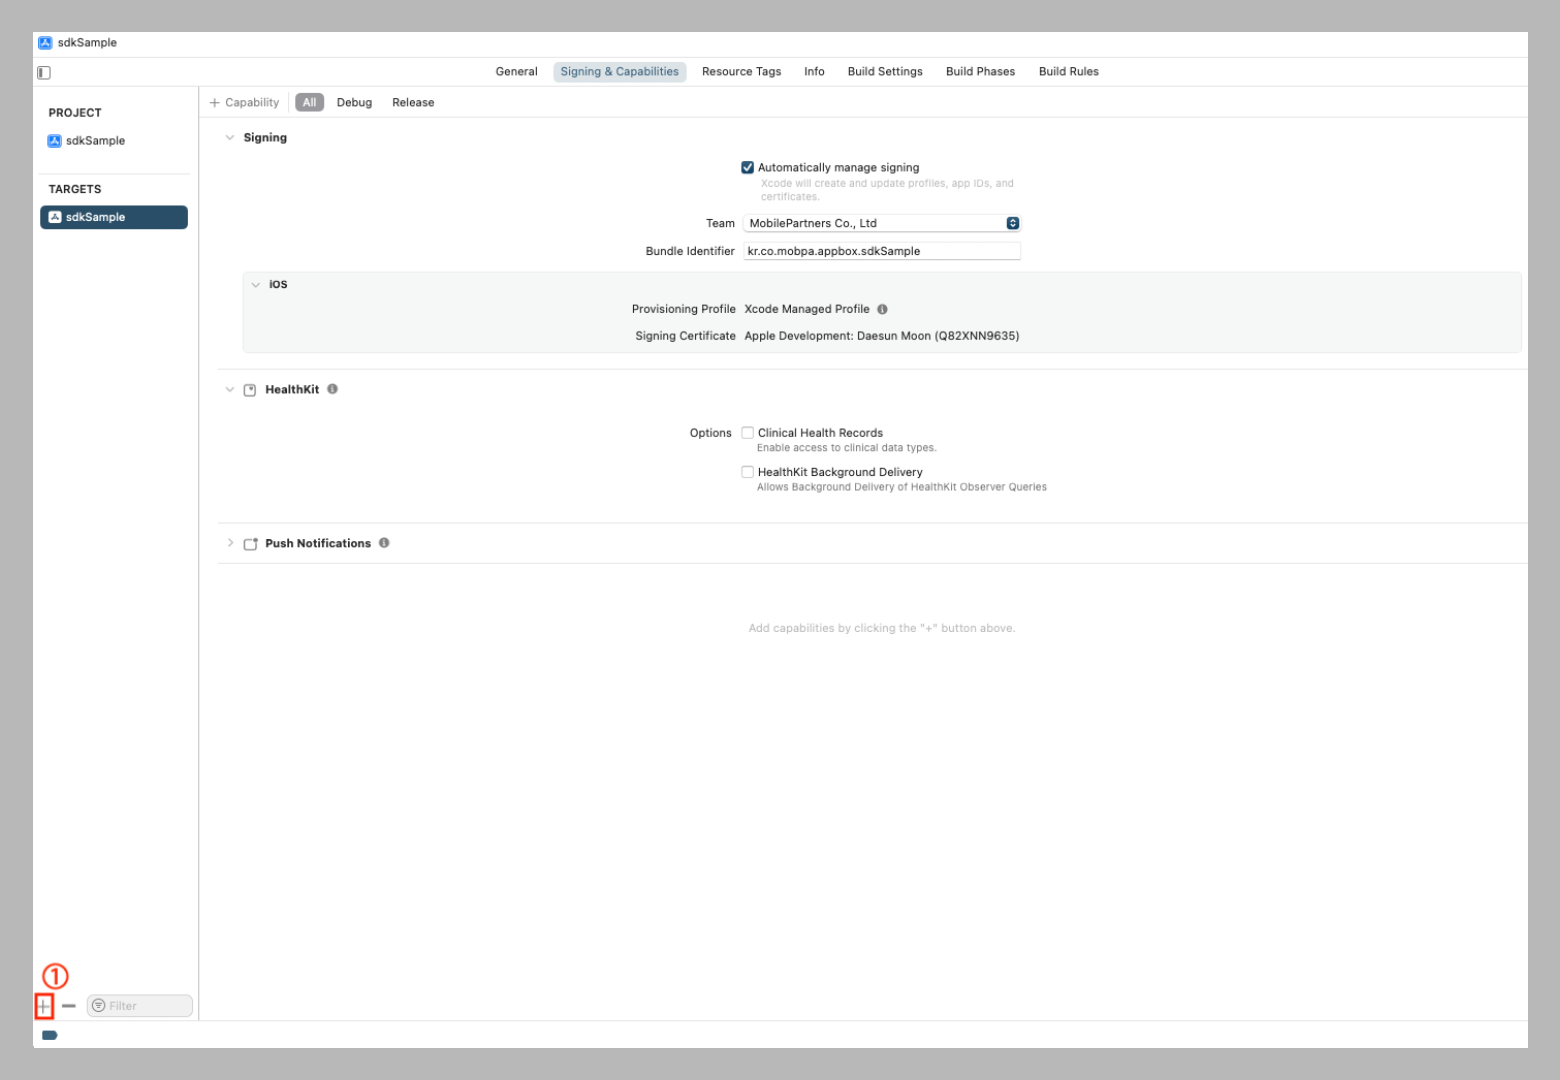 sdkSample
General Signing & Capabilities Resource Tags Info Build Settings Build Phases Build Rules
PROJECT
sdkSample
TARGETS
sdkSample
+ Capability All Debug Release
Signing
Automatically manage signing
Xcode will create and update profiles, app IDs, and
certificates.
Team MobilePartners Co., Ltd
Bundle Identifier kr.co.mobpa.appbox.sdkSample
iOS
Provisioning Profile Xcode Managed Profile
Signing Certificate Apple Development: Daesun Moon (Q82XNN9635)
HealthKit
Options Clinical Health Records
Enable access to clinical data types.
HealthKit Background Delivery
Allows Background Delivery of HealthKit Observer Queries
Push Notifications
Add capabilities by clicking the "+" button above.
①
+ − Filter